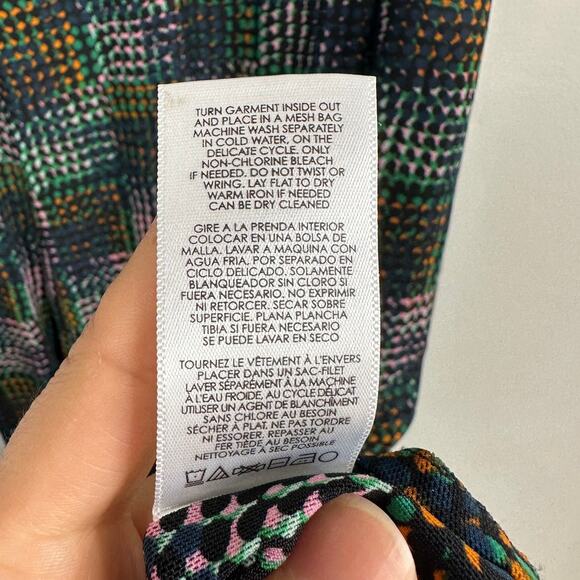 TURN GARMENT INSIDE OUT
AND PLACE IN A MESH BAG
MACHINE WASH SEPARATELY
IN COLD WATER, ON THE
DELICATE CYCLE. ONLY
NON-CHLORINE BLEACH
IF NEEDED. DO NOT TWIST OR
WRING. LAY FLAT TO DRY
WARM IRON IF NEEDED
CAN BE DRY CLEANED
GIRE A LA PRENDA INTERIOR
COLOCAR EN UNA BOLSA DE
MALLA. LAVAR A MAQUINA CON
AGUA FRIA. POR SEPARADO EN
CICLO DELICADO. SOLAMENTE
BLANQUEADOR SIN CLORO SI
FUERA NECESARIO. NO EXPRIMIR
NI RETORCER. SECAR SOBRE
SUPERFICIE. PLANA PLANCHA
TIBIA SI FUERA NECESARIO
SE PUEDE LAVAR EN SECO
TOURNEZ LE VÊTEMENT À L'ENVERS
PLACER DANS UN SAC-FILET
LAVER SÉPARÉMENT À LA MACHINE
À L'EAU FROIDE, AU CYCLE DÉLICAT
UTILISER UN AGENT DE BLANCHIMENT
SANS CHLORE AU BESOIN
SÉCHER À PLAT. NE PAS TORDRE
NI ESSORER. REPASSER AU
FER TIÈDE AU BESOIN
NETTOYAGE A SEC POSSIBLE